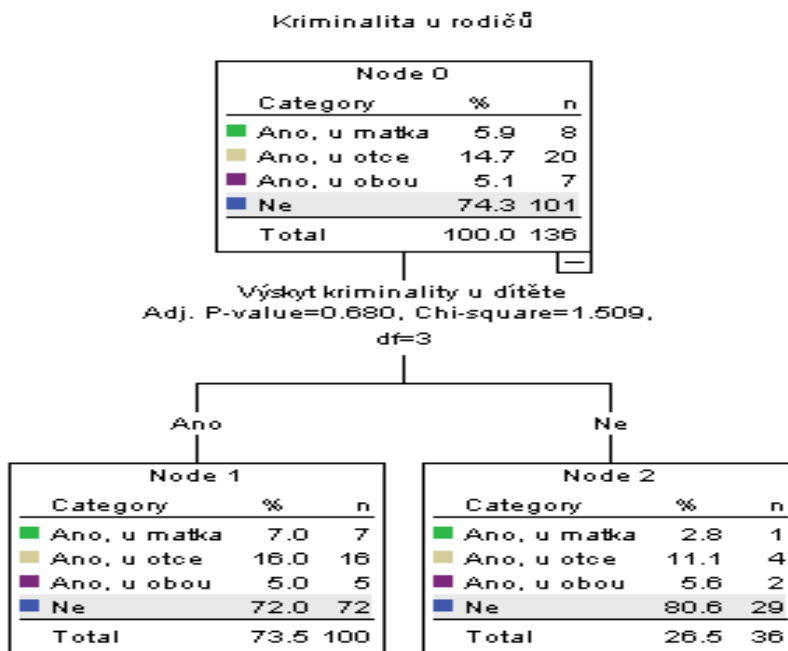 Kriminalita u rodičů
Node 0
Category % n
Ano, u matka 5.9 8
Ano, u otce 14.7 20
Ano, u obou 5.1 7
Ne 74.3 101
Total 100.0 136
Výskyt kriminality u dítěte
Adj. P-value=0.680, Chi-square=1.509,
df=3
Ano
Ne
Node 1
Category % n
Ano, u matka 7.0 7
Ano, u otce 16.0 16
Ano, u obou 5.0 5
Ne 72.0 72
Total 73.5 100
Node 2
Category % n
Ano, u matka 2.8 1
Ano, u otce 11.1 4
Ano, u obou 5.6 2
Ne 80.6 29
Total 26.5 36